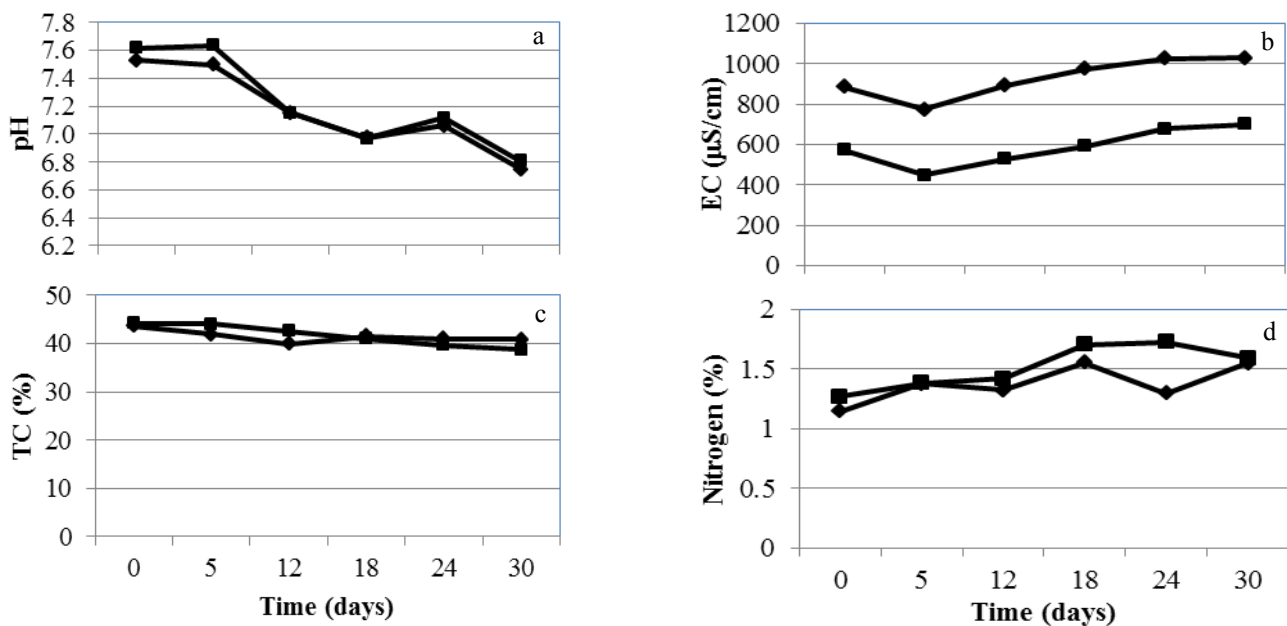 a
7.8
7.6
7.4
7.2
7.0
6.8
6.6
6.4
6.2
pH
b
1200
1000
800
600
400
200
0
EC (µS/cm)
c
50
40
30
20
10
0
TC (%)
0 5 12 18 24 30
Time (days)
d
2
1.5
1
0.5
0
Nitrogen (%)
0 5 12 18 24 30
Time (days)